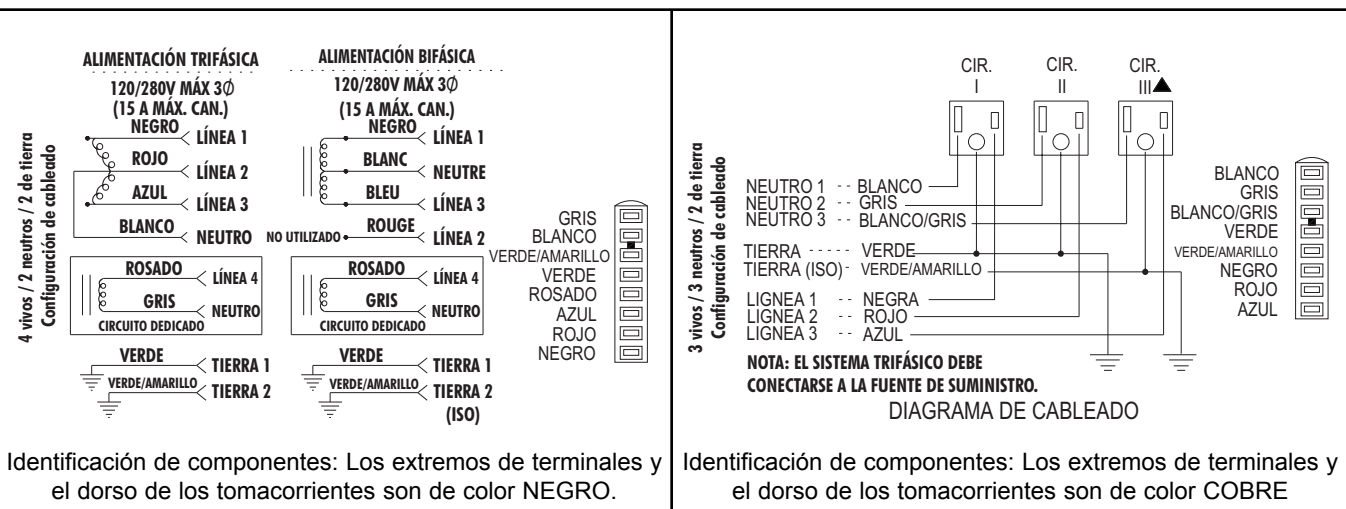 4 vivos / 2 neutros / 2 de tierra
Configuración de cableado
ALIMENTACIÓN TRIFÁSICA
120/280V MÁX 3Ø
(15 A MÁX. CAN.)
NEGRO LÍNEA 1
ROJO LÍNEA 2
AZUL LÍNEA 3
BLANCO NEUTRO
ROSADO LÍNEA 4
GRIS NEUTRO
CIRCUITO DEDICADO
VERDE TIERRA 1
VERDE/AMARILLO TIERRA 2
ALIMENTACIÓN BIFÁSICA
120/280V MÁX 3Ø
(15 A MÁX. CAN.)
NEGRO LÍNEA 1
BLANC NEUTRE
BLEU LÍNEA 3
NO UTILIZADO ROUGE LÍNEA 2
ROSADO LÍNEA 4
GRIS NEUTRO
CIRCUITO DEDICADO
VERDE TIERRA 1
VERDE/AMARILLO TIERRA 2
(ISO)
GRIS
BLANCO
VERDE/AMARILLO
VERDE
ROSADO
AZUL
ROJO
NEGRO
Identificación de componentes: Los extremos de terminales y
el dorso de los tomacorrientes son de color NEGRO.
3 vivos / 3 neutros / 2 de tierra
Configuración de cableado
CIR. I
CIR. II
CIR. III
NEUTRO 1 - - BLANCO
NEUTRO 2 - - GRIS
NEUTRO 3 - - BLANCO/GRIS
TIERRA - - - - - VERDE
TIERRA (ISO) - VERDE/AMARILLO
LIGNEA 1 - - NEGRA
LIGNEA 2 - - ROJO
LIGNEA 3 - - AZUL
NOTA: EL SISTEMA TRIFÁSICO DEBE
CONECTARSE A LA FUENTE DE SUMINISTRO.
DIAGRAMA DE CABLEADO
BLANCO
GRIS
BLANCO/GRIS
VERDE
VERDE/AMARILLO
NEGRO
ROJO
AZUL
Identificación de componentes: Los extremos de terminales y
el dorso de los tomacorrientes son de color COBRE